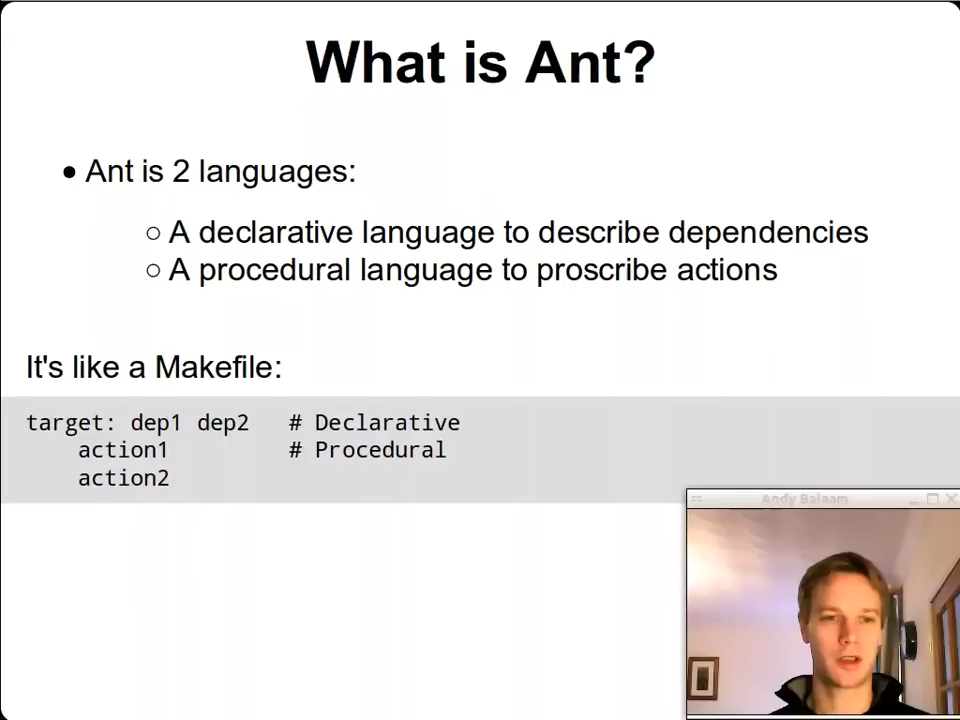 What is Ant?
• Ant is 2 languages:
○ A declarative language to describe dependencies
○ A procedural language to proscribe actions
It's like a Makefile:
target: dep1 dep2   # Declarative
    action1         # Procedural
    action2
Andy Balaam